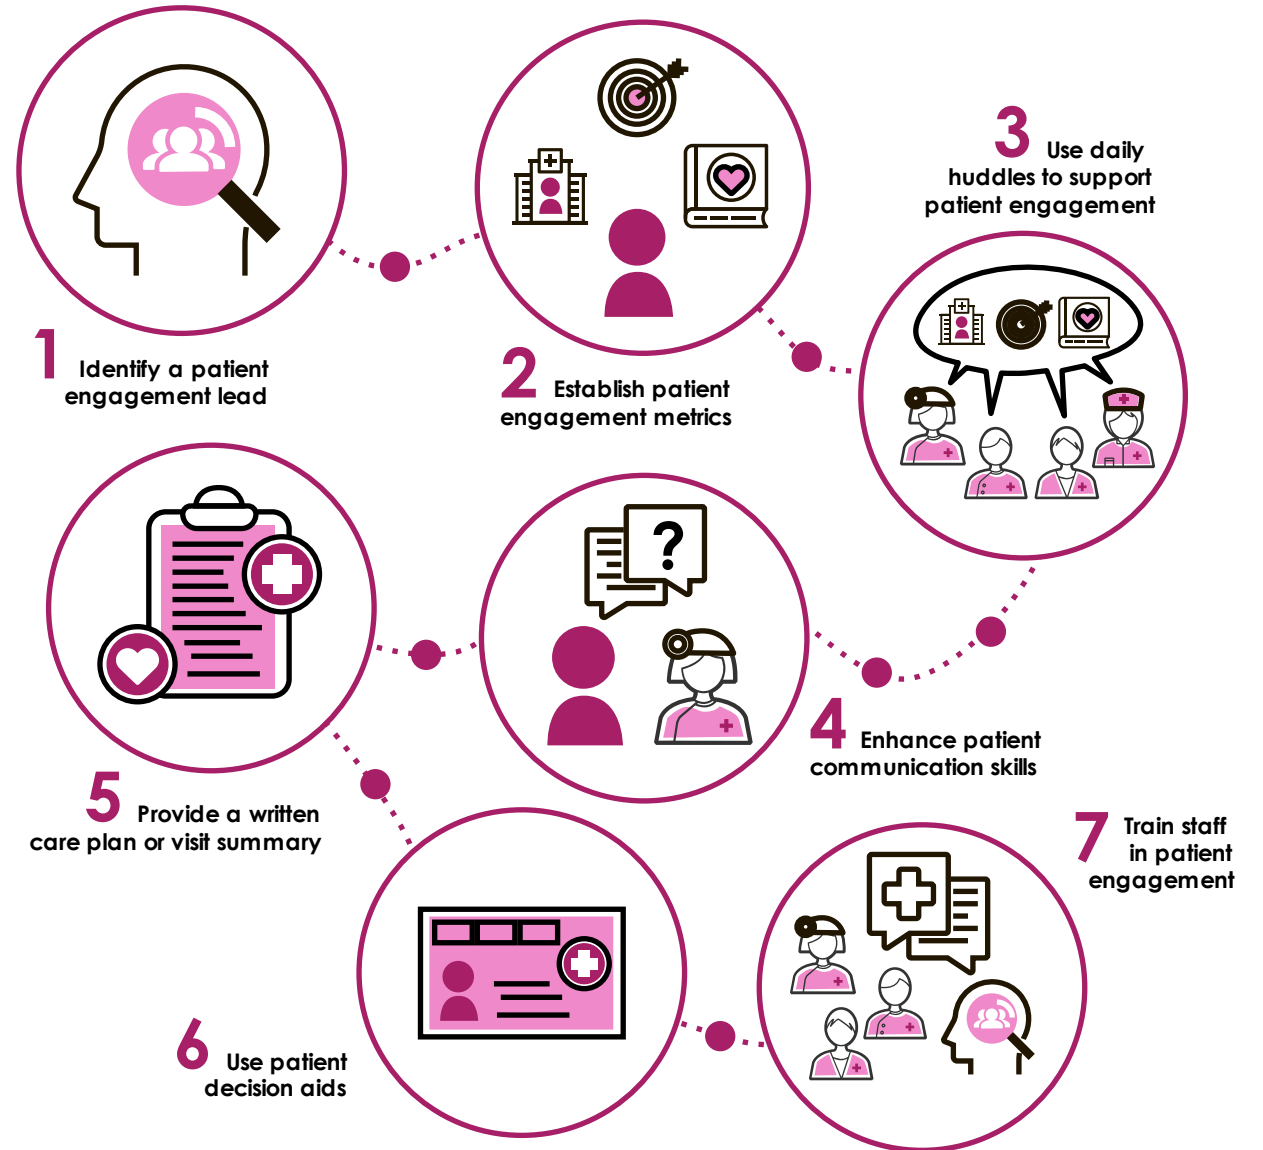 1 Identify a patient
engagement lead
2 Establish patient
engagement metrics
3 Use daily
huddles to support
patient engagement
?
4 Enhance patient
communication skills
5 Provide a written
care plan or visit summary
6 Use patient
decision aids
7 Train staff
in patient
engagement